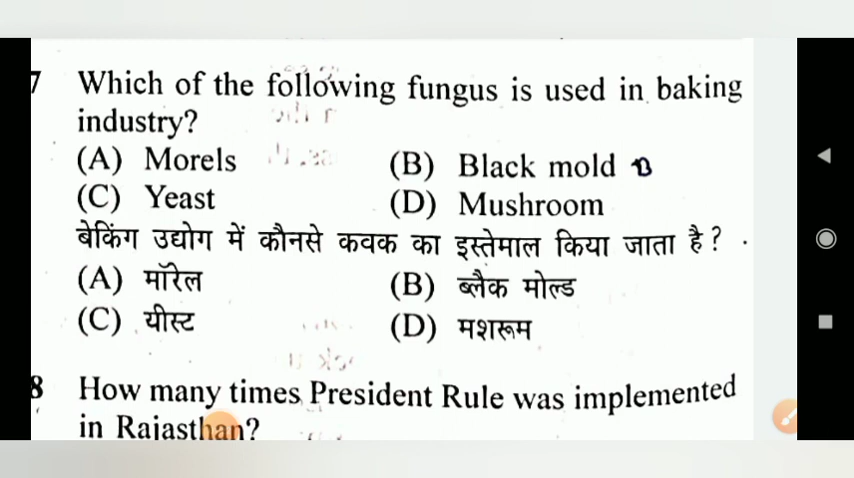 7 Which of the following fungus is used in baking
industry?
(A) Morels (B) Black mold B
(C) Yeast (D) Mushroom
बेकिंग उद्योग में कौनसे कवक का इस्तेमाल किया जाता है ?
(A) मॉरेल (B) ब्लैक मोल्ड
(C) यीस्ट (D) मशरूम
8 How many times President Rule was implemented
in Rajasthan?